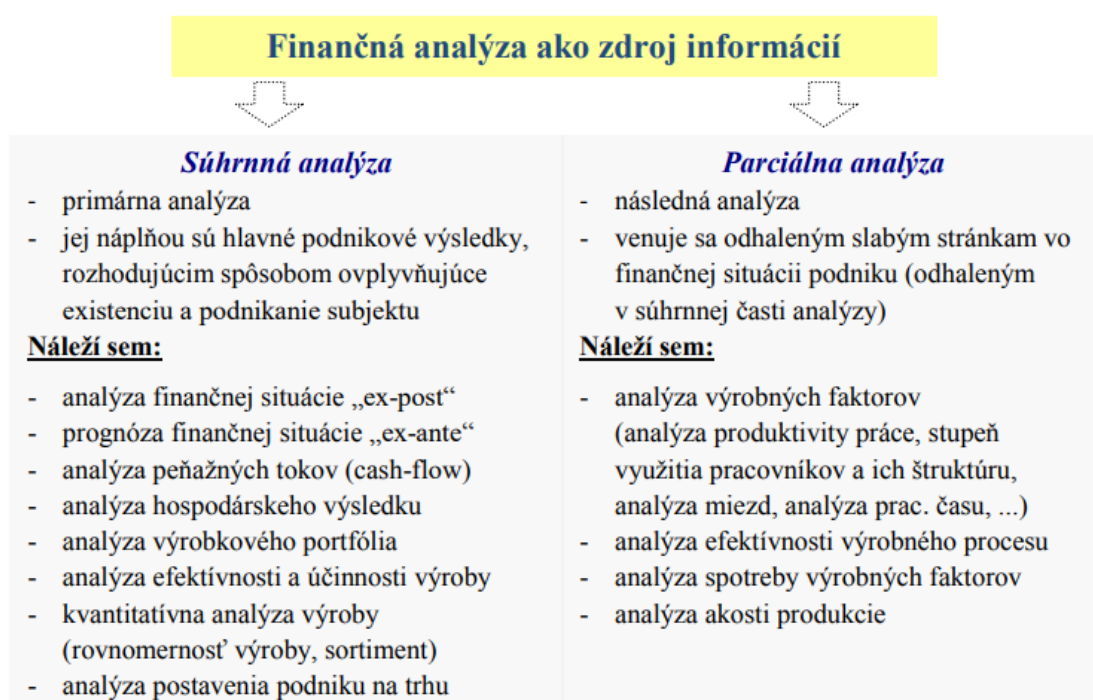 Finančná analýza ako zdroj informácií
Súhrnná analýza
- primárna analýza
- jej náplňou sú hlavné podnikové výsledky,
rozhodujúcim spôsobom ovplyvňujúce
existenciu a podnikanie subjektu
Náleží sem:
- analýza finančnej situácie „ex-post“
- prognóza finančnej situácie „ex-ante“
- analýza peňažných tokov (cash-flow)
- analýza hospodárskeho výsledku
- analýza výrobkového portfólia
- analýza efektívnosti a účinnosti výroby
- kvantitatívna analýza výroby
(rovnomernosť výroby, sortiment)
- analýza postavenia podniku na trhu
Parciálna analýza
- následná analýza
- venuje sa odhaleným slabým stránkam vo
finančnej situácii podniku (odhaleným
v súhrnnej časti analýzy)
Náleží sem:
- analýza výrobných faktorov
(analýza produktivity práce, stupeň
využitia pracovníkov a ich štruktúru,
analýza miezd, analýza prac. času, ...)
- analýza efektívnosti výrobného procesu
- analýza spotreby výrobných faktorov
- analýza akosti produkcie